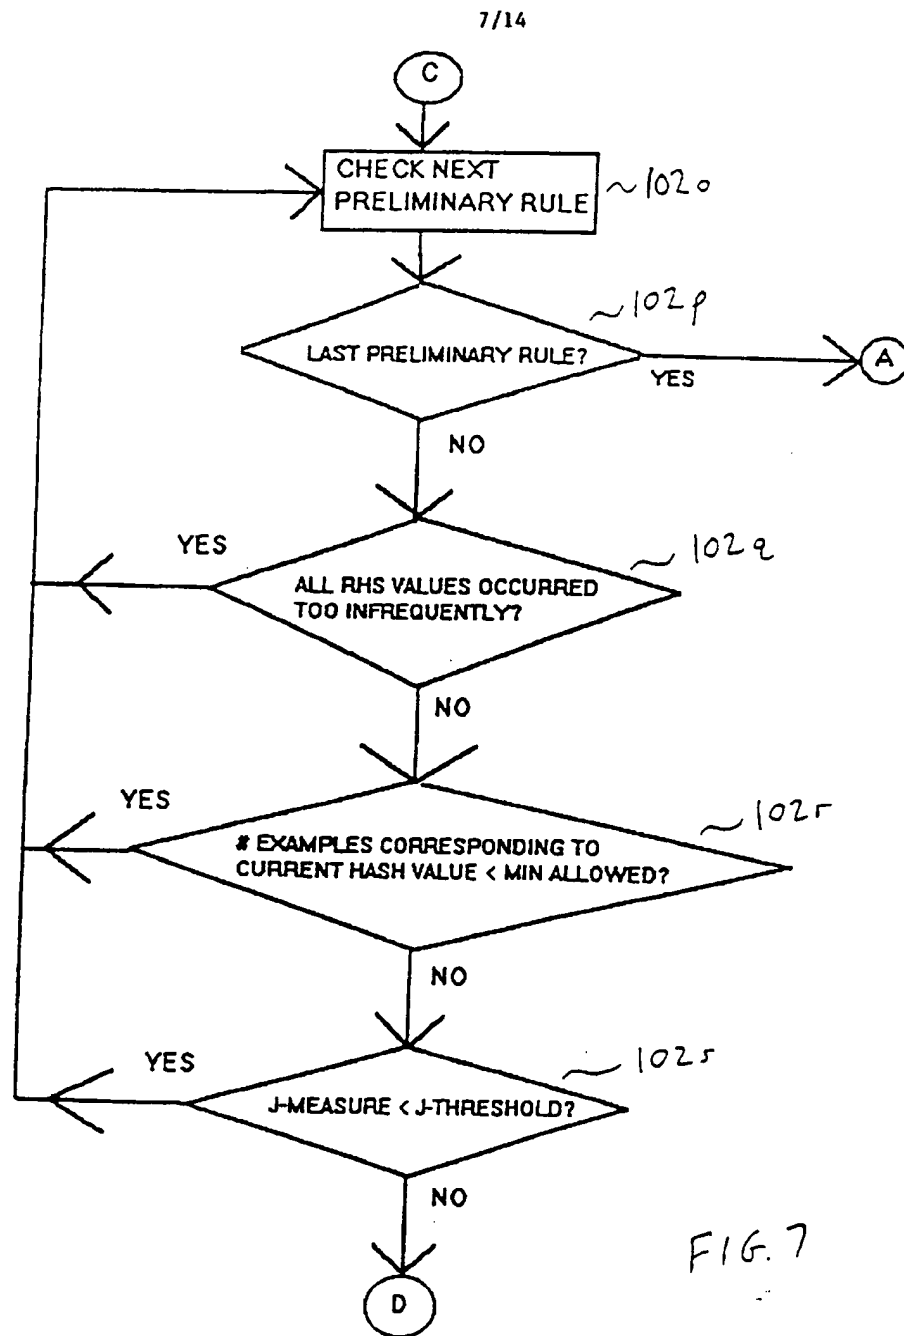 7/14
C
CHECK NEXT
PRELIMINARY RULE
102o
102p
LAST PRELIMINARY RULE?
YES
A
NO
YES
102q
ALL RHS VALUES OCCURRED
TOO INFREQUENTLY?
NO
YES
102r
# EXAMPLES CORRESPONDING TO
CURRENT HASH VALUE < MIN ALLOWED?
NO
YES
102s
J-MEASURE < J-THRESHOLD?
NO
D
FIG. 7